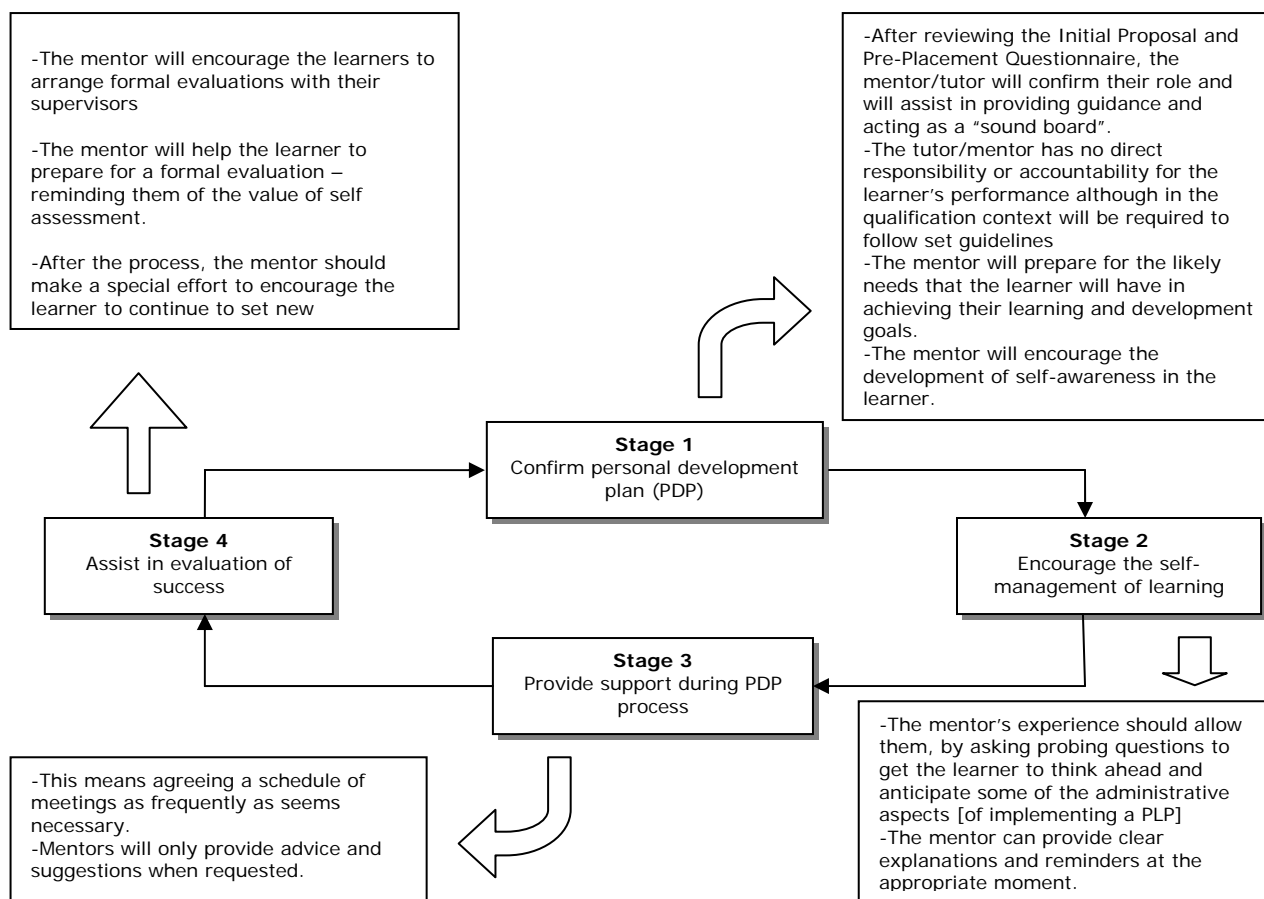 -The mentor will encourage the learners to
arrange formal evaluations with their
supervisors
-The mentor will help the learner to
prepare for a formal evaluation –
reminding them of the value of self
assessment.
-After the process, the mentor should
make a special effort to encourage the
learner to continue to set new
-After reviewing the Initial Proposal and
Pre-Placement Questionnaire, the
mentor/tutor will confirm their role and
will assist in providing guidance and
acting as a "sound board".
-The tutor/mentor has no direct
responsibility or accountability for the
learner's performance although in the
qualification context will be required to
follow set guidelines
-The mentor will prepare for the likely
needs that the learner will have in
achieving their learning and development
goals.
-The mentor will encourage the
development of self-awareness in the
learner.
Stage 1
Confirm personal development
plan (PDP)
Stage 4
Assist in evaluation of
success
Stage 2
Encourage the self-
management of learning
Stage 3
Provide support during PDP
process
-This means agreeing a schedule of
meetings as frequently as seems
necessary.
-Mentors will only provide advice and
suggestions when requested.
-The mentor's experience should allow
them, by asking probing questions to
get the learner to think ahead and
anticipate some of the administrative
aspects [of implementing a PLP]
-The mentor can provide clear
explanations and reminders at the
appropriate moment.